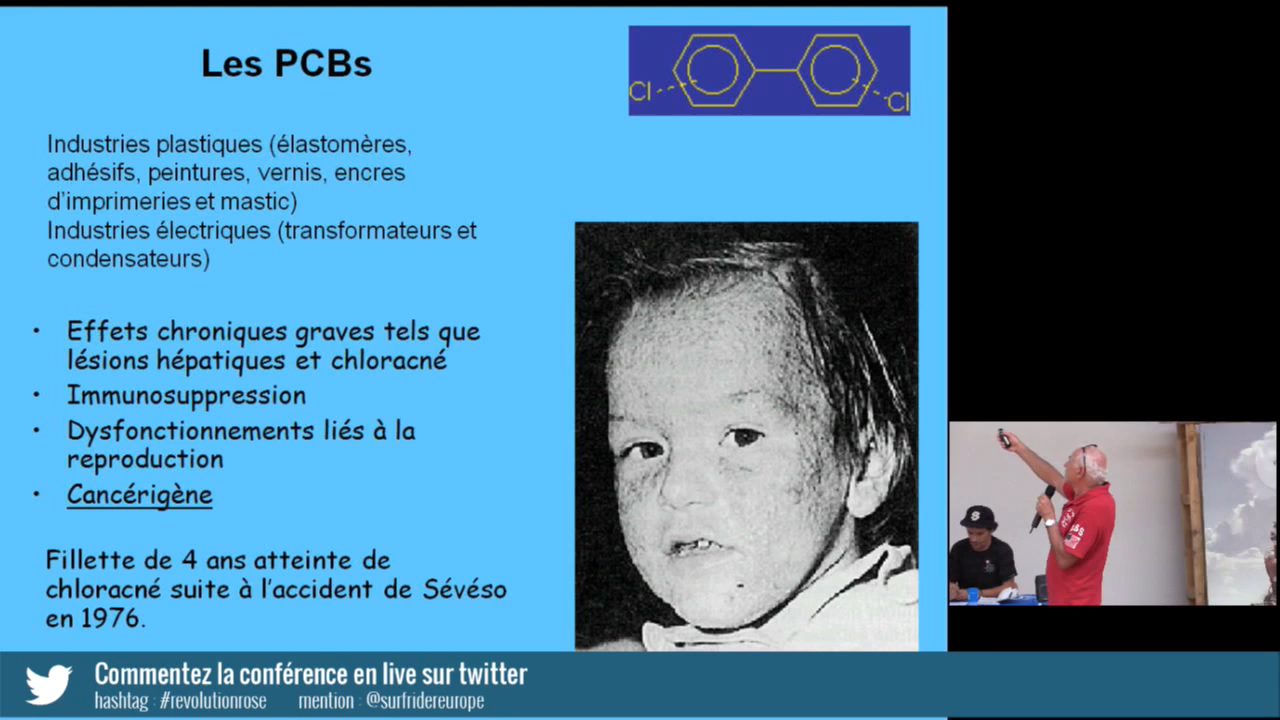 Les PCBs
Cl
Cl
Industries plastiques (élastomères,
adhésifs, peintures, vernis, encres
d'imprimeries et mastic)
Industries électriques (transformateurs et
condensateurs)
• Effets chroniques graves tels que
lésions hépatiques et chloracné
• Immunosuppression
• Dysfonctionnements liés à la
reproduction
• Cancérigène
Fillette de 4 ans atteinte de
chloracné suite à l'accident de Sévéso
en 1976.
Commentez la conférence en live sur twitter
hashtag : #revolutionrose mention : @surfridereurope